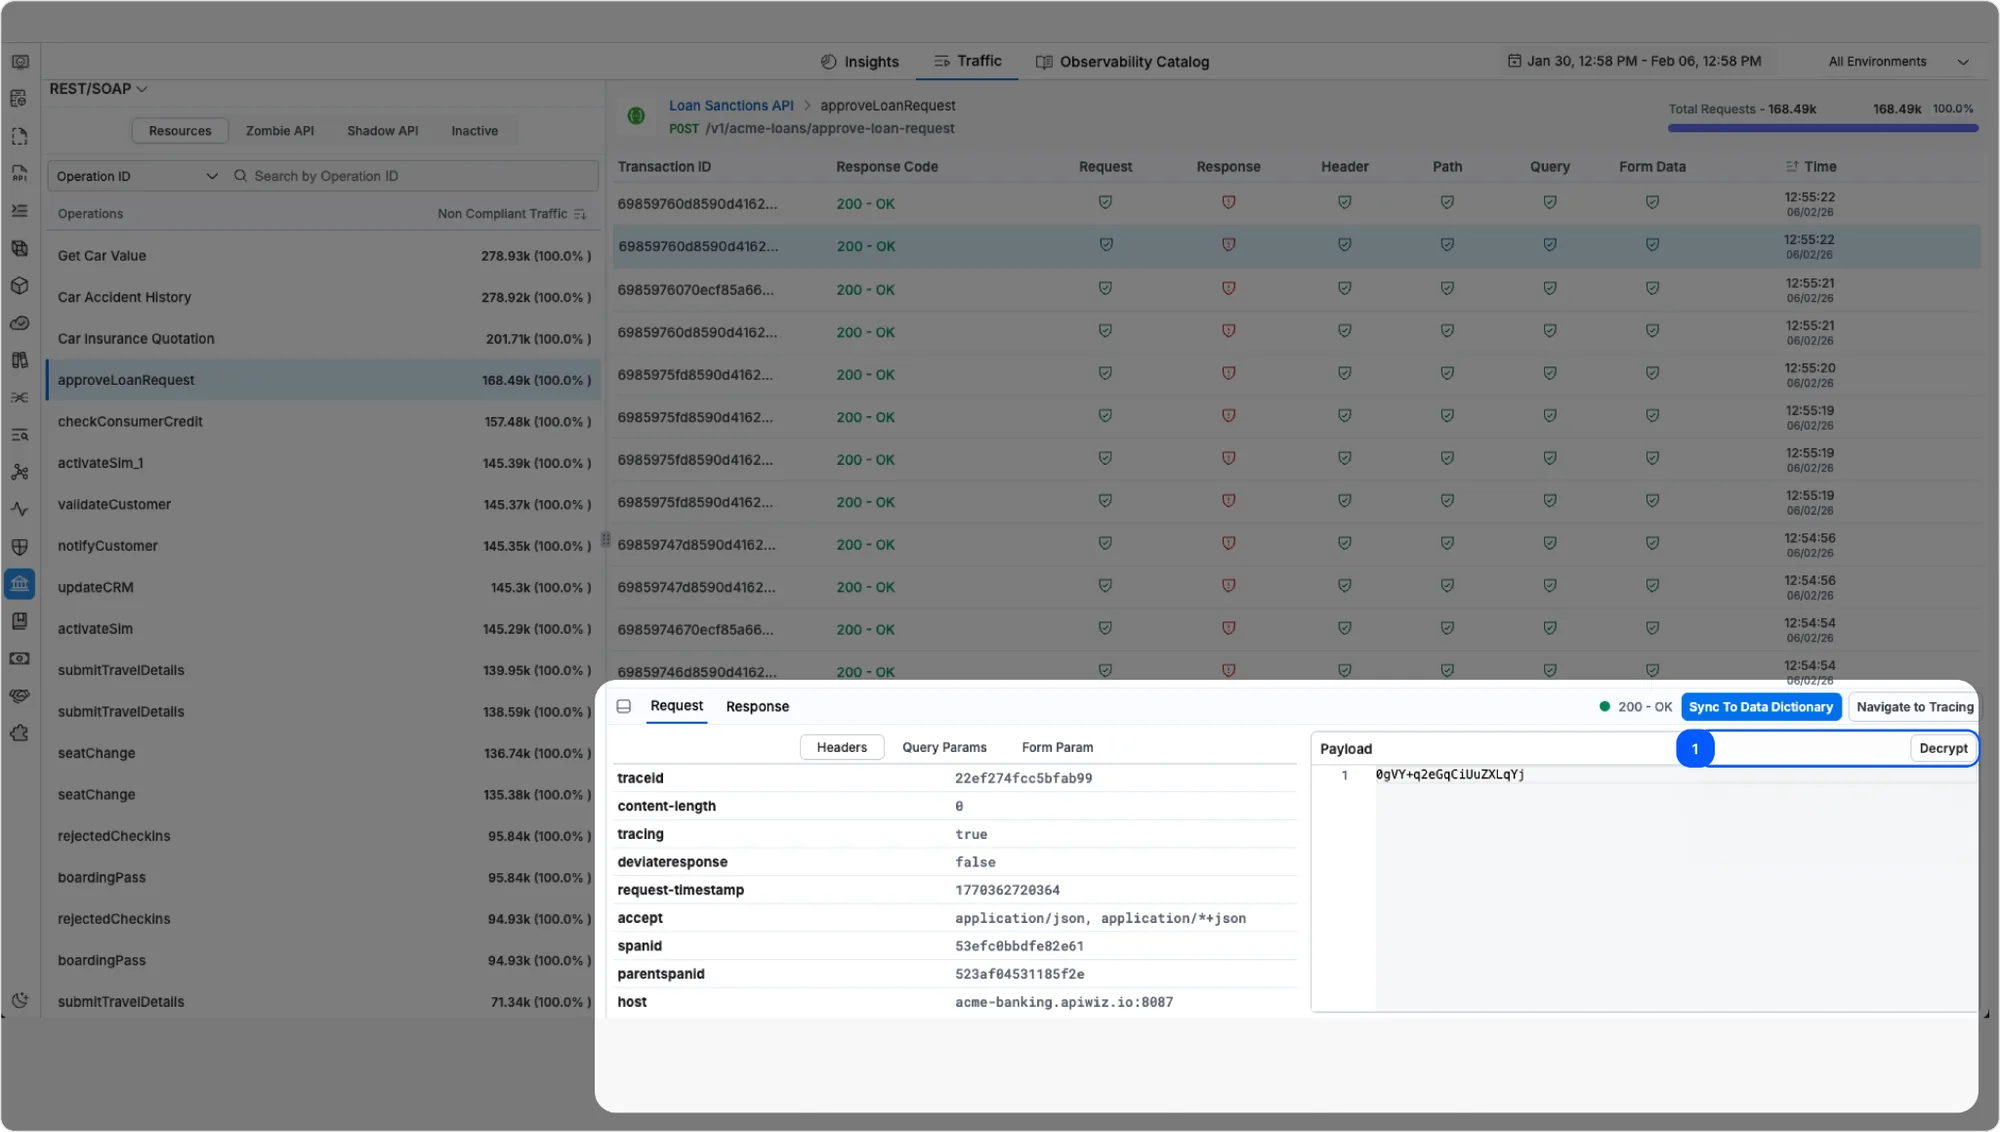 Insights
Traffic
Observability Catalog
Jan 30, 12:58 PM - Feb 06, 12:58 PM
All Environments
REST/SOAP
Resources
Zombie API
Shadow API
Inactive
Operation ID
Search by Operation ID
Operations
Non Compliant Traffic
Get Car Value 278.93k (100.0% )
Car Accident History 278.92k (100.0% )
Car Insurance Quotation 201.71k (100.0% )
approveLoanRequest 168.49k (100.0% )
checkConsumerCredit 157.48k (100.0% )
activateSim_1 145.39k (100.0% )
validateCustomer 145.37k (100.0% )
notifyCustomer 145.35k (100.0% )
updateCRM 145.3k (100.0% )
activateSim 145.29k (100.0% )
submitTravelDetails 139.95k (100.0% )
submitTravelDetails 138.59k (100.0% )
seatChange 136.74k (100.0% )
seatChange 135.38k (100.0% )
rejectedCheckIns 95.84k (100.0% )
boardingPass 95.84k (100.0% )
rejectedCheckIns 94.93k (100.0% )
boardingPass 94.93k (100.0% )
submitTravelDetails 71.34k (100.0% )
Loan Sanctions API > approveLoanRequest
POST /v1/acme-loans/approve-loan-request
Total Requests - 168.49k 168.49k 100.0%
Transaction ID Response Code Request Response Header Path Query Form Data Time
69859760d8590d4162... 200 - OK 12:55:22
06/02/26
69859760d8590d4162... 200 - OK 12:55:22
06/02/26
6985976070ecf85a66... 200 - OK 12:55:21
06/02/26
69859760d8590d4162... 200 - OK 12:55:21
06/02/26
6985975fd8590d4162... 200 - OK 12:55:20
06/02/26
6985975fd8590d4162... 200 - OK 12:55:19
06/02/26
6985975fd8590d4162... 200 - OK 12:55:19
06/02/26
6985975fd8590d4162... 200 - OK 12:55:19
06/02/26
69859747d8590d4162... 200 - OK 12:54:56
06/02/26
69859747d8590d4162... 200 - OK 12:54:56
06/02/26
6985974670ecf85a66... 200 - OK 12:54:54
06/02/26
69859746d8590d4162... 200 - OK 12:54:54
06/02/26
Request
Response
200 - OK
Sync To Data Dictionary
Navigate to Tracing
Headers
Query Params
Form Param
traceid 22ef274fcc5bfab99
content-length 0
tracing true
deviateresponse false
request-timestamp 1770362720364
accept application/json, application/*+json
spanid 53efc0bbdfe82e61
parentspanid 523af04531185f2e
host acme-banking.apiwiz.io:8087
Payload
1
Decrypt
1 0gVY+q2eGqCiUuZXLqYj